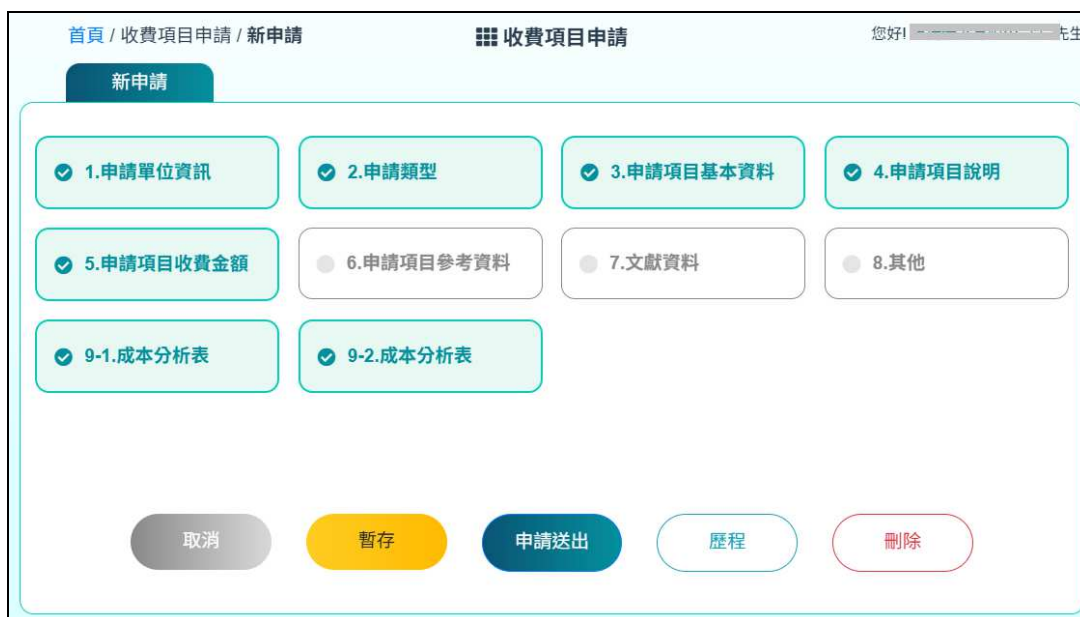 首頁 / 收費項目申請 / 新申請
收費項目申請
您好!
先生
新申請
1.申請單位資訊
2.申請類型
3.申請項目基本資料
4.申請項目說明
5.申請項目收費金額
6.申請項目參考資料
7.文獻資料
8.其他
9-1.成本分析表
9-2.成本分析表
取消
暫存
申請送出
歷程
刪除